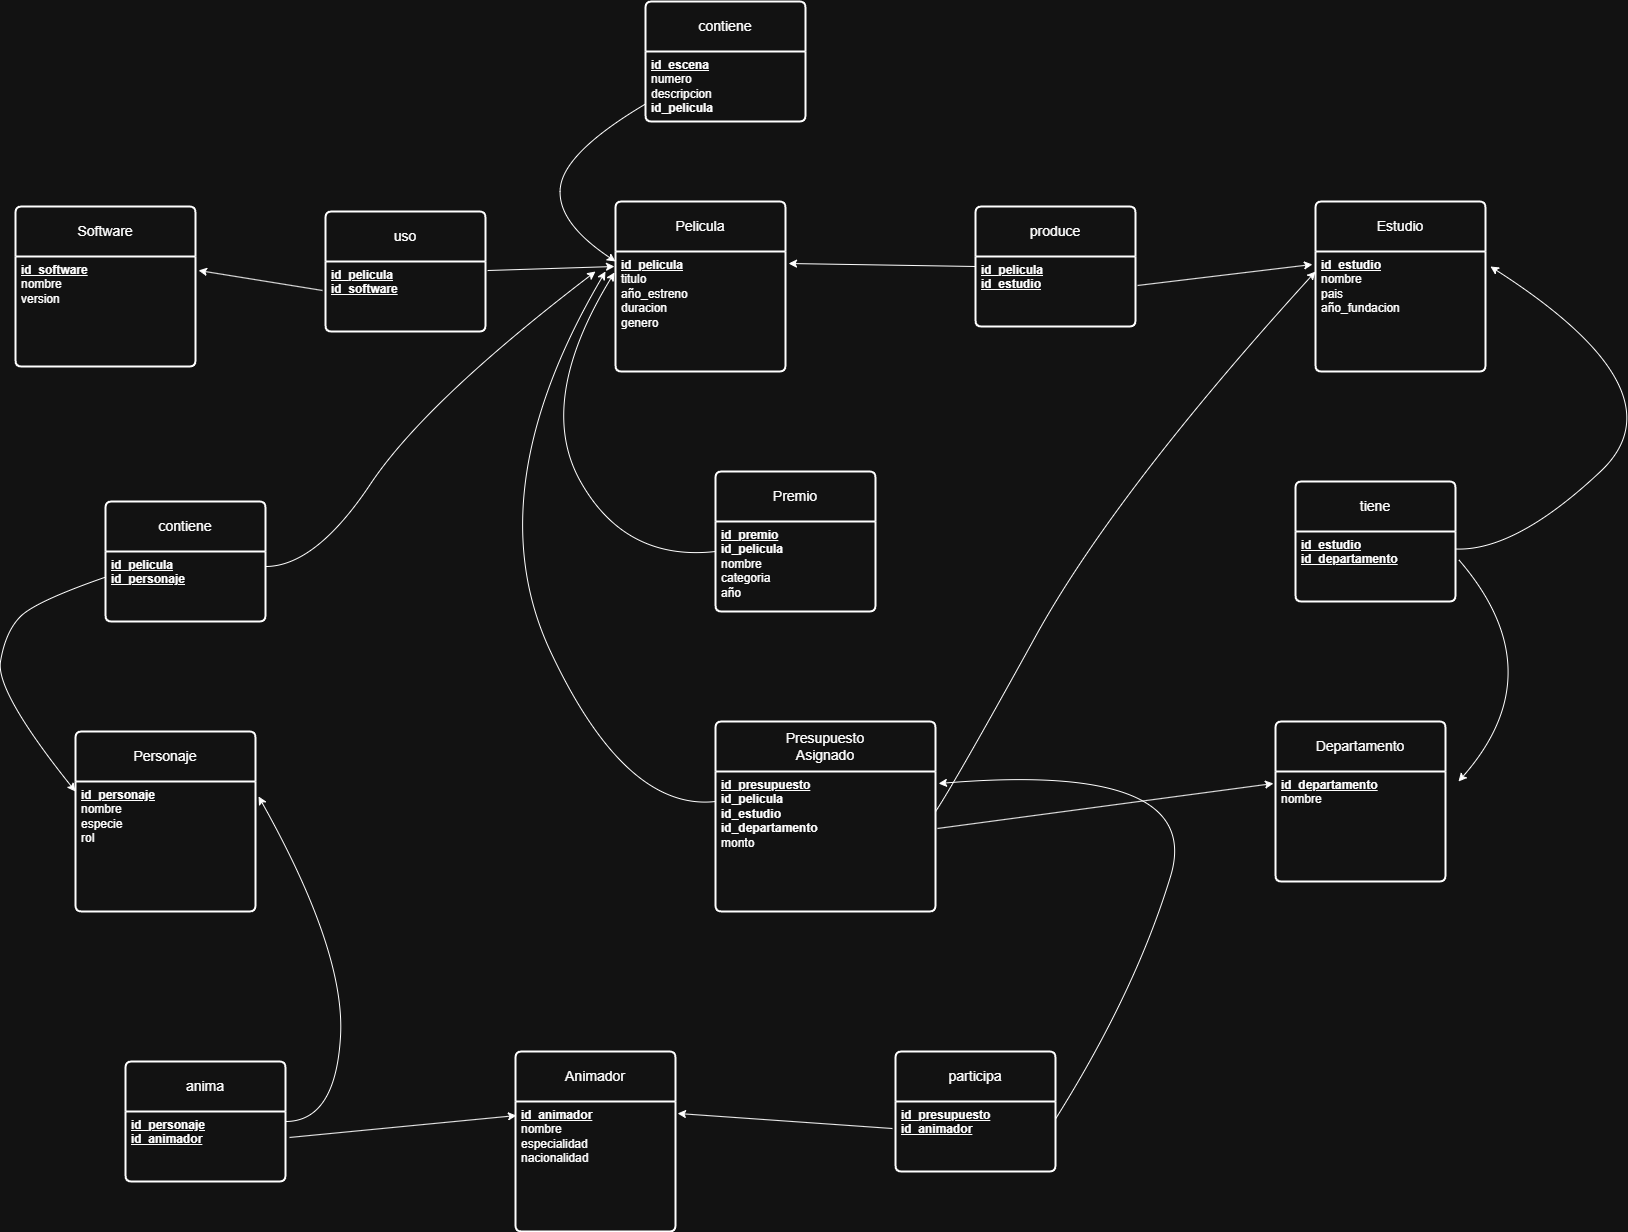 contiene
id_escena
numero
descripcion
id_pelicula
Software
id_software
nombre
version
uso
id_pelicula
id_software
Pelicula
id_pelicula
titulo
año_estreno
duracion
genero
produce
id_pelicula
id_estudio
Estudio
id_estudio
nombre
pais
año_fundacion
contiene
id_pelicula
id_personaje
Premio
id_premio
id_pelicula
nombre
categoria
año
tiene
id_estudio
id_departamento
Personaje
id_personaje
nombre
especie
rol
Presupuesto
Asignado
id_presupuesto
id_pelicula
id_estudio
id_departamento
monto
Departamento
id_departamento
nombre
anima
id_personaje
id_animador
Animador
id_animador
nombre
especialidad
nacionalidad
participa
id_presupuesto
id_animador